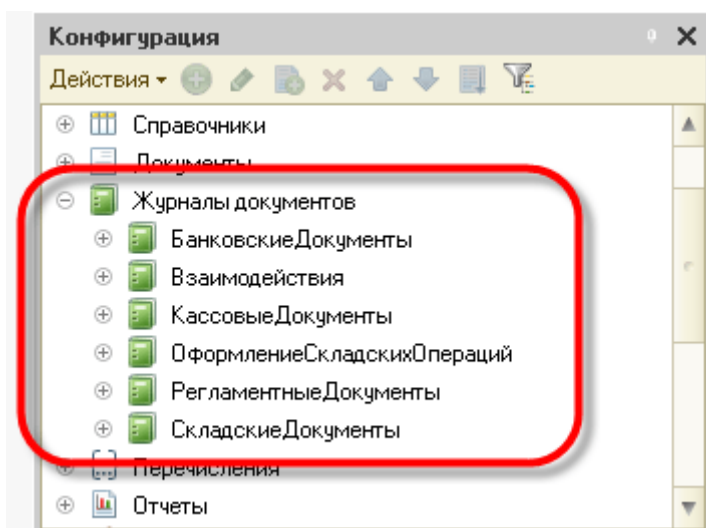 Конфигурация
Действия
Справочники
Документы
Журналы документов
БанковскиеДокументы
Взаимодействия
КассовыеДокументы
ОформлениеСкладскихОпераций
РегламентныеДокументы
СкладскиеДокументы
Перечисления
Отчеты